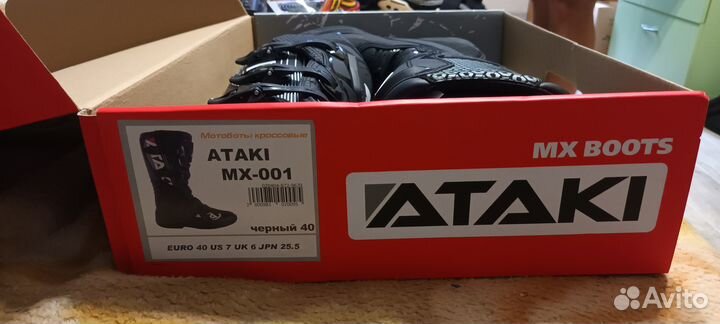 Мотоботы кроссовые
ATAKI
MX-001
черный 40
EURO 40 US 7 UK 6 JPN 25.5
MX BOOTS
ATAKI
Avito